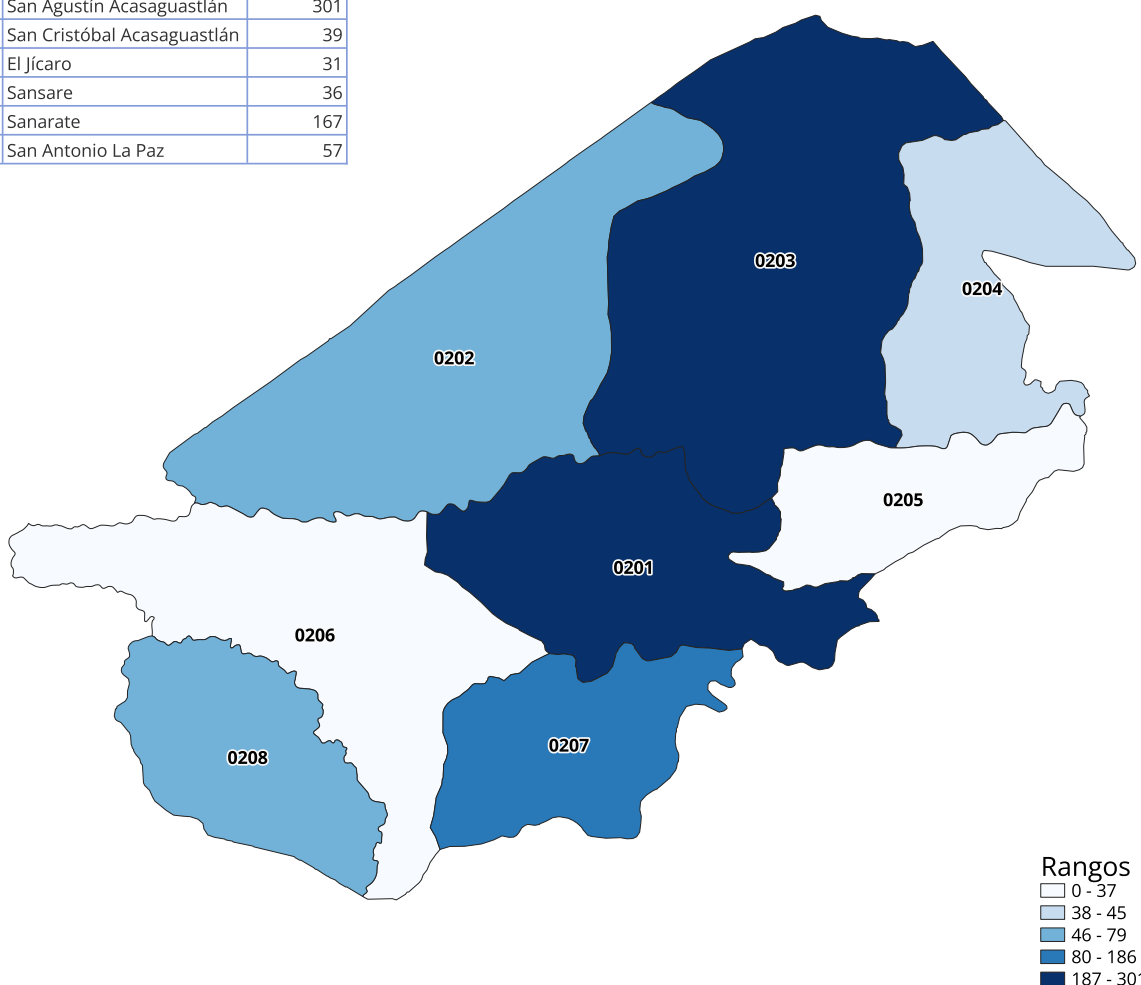 San Agustín Acasaguastlán 301
San Cristóbal Acasaguastlán 39
El Jícaro 31
Sansare 36
Sanarate 167
San Antonio La Paz 57
0203
0204
0202
0205
0201
0206
0207
0208
Rangos
0 - 37
38 - 45
46 - 79
80 - 186
187 - 301